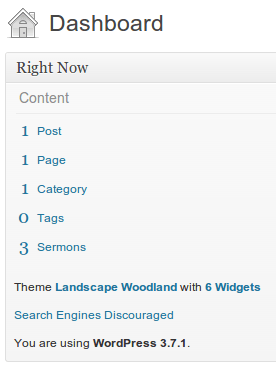 Dashboard
Right Now
Content
1 Post
1 Page
1 Category
0 Tags
3 Sermons
Theme Landscape Woodland with 6 Widgets
Search Engines Discouraged
You are using WordPress 3.7.1.